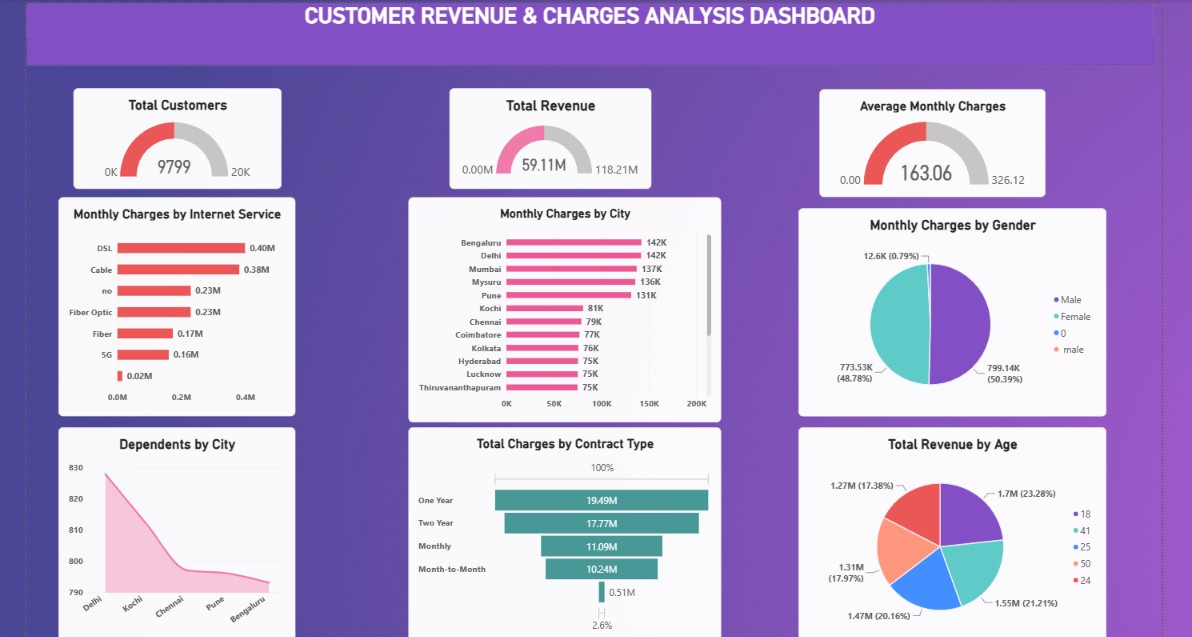 CUSTOMER REVENUE & CHARGES ANALYSIS DASHBOARD
Total Customers
0K
9799
20K
Total Revenue
0.00M
59.11M
118.21M
Average Monthly Charges
0.00
163.06
326.12
Monthly Charges by Internet Service
DSL 0.40M
Cable 0.38M
no 0.23M
Fiber Optic 0.23M
Fiber 0.17M
5G 0.16M
0.02M
0.0M 0.2M 0.4M
Monthly Charges by City
Bengaluru 142K
Delhi 142K
Mumbai 137K
Mysuru 136K
Pune 131K
Kochi 81K
Chennai 79K
Coimbatore 77K
Kolkata 76K
Hyderabad 75K
Lucknow 75K
Thiruvananthapuram 75K
0K 50K 100K 150K 200K
Monthly Charges by Gender
12.6K (0.79%)
773.53K
(48.78%)
799.14K
(50.39%)
Male
Female
0
male
Dependents by City
830
820
810
800
790
Delhi Kochi Chennai Pune Bengaluru
Total Charges by Contract Type
100%
One Year 19.49M
Two Year 17.77M
Monthly 11.09M
Month-to-Month 10.24M
0.51M
2.6%
Total Revenue by Age
1.27M (17.38%)
1.7M (23.28%)
1.31M
(17.97%)
1.47M (20.16%)
1.55M (21.21%)
18
41
25
50
24